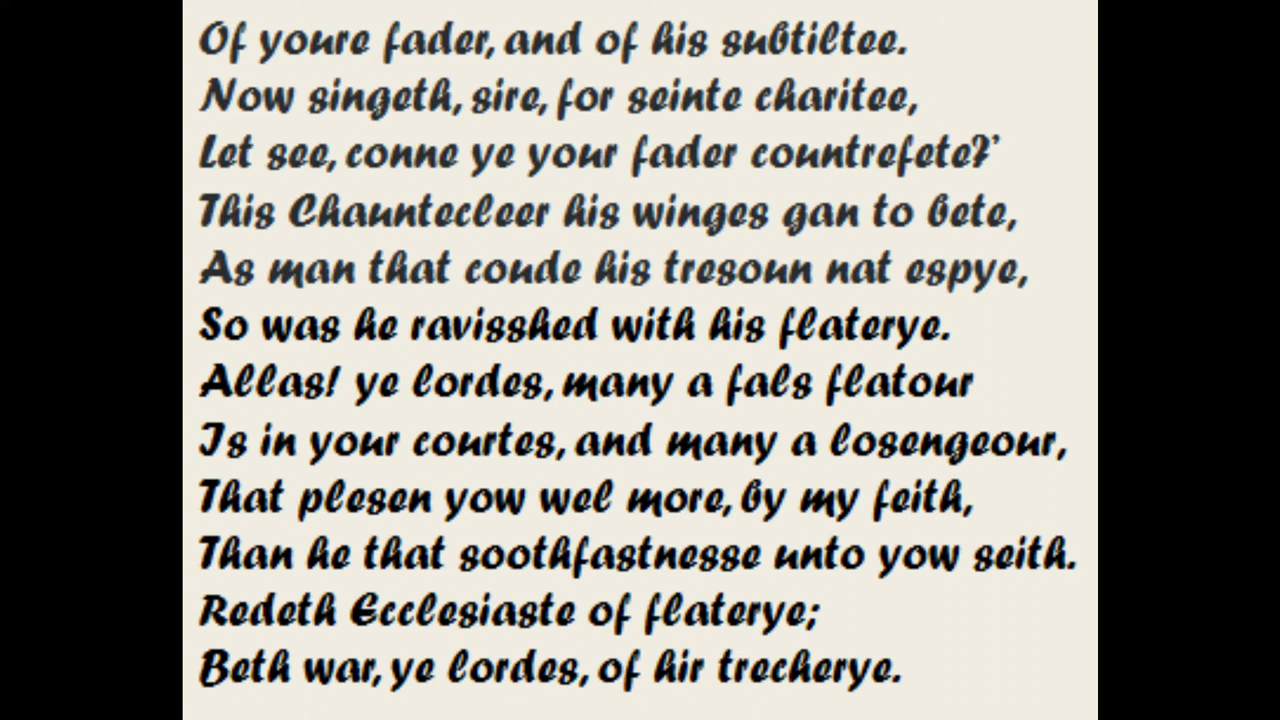 Of youre fader, and of his subtiltee.
Now singeth, sire, for seinte charitee,
Let see, conne ye your fader countrefete?'
This Chauntecleer his winges gan to bete,
As man that coude his tresoun nat espye,
So was he ravisshed with his flaterye.
Allas! ye lordes, many a fals flatour
Is in your courtes, and many a losengeour,
That plesen yow wel more, by my feith,
Than he that soothfastnesse unto yow seith.
Redeth Ecclesiaste of flaterye;
Beth war, ye lordes, of hir trecherye.